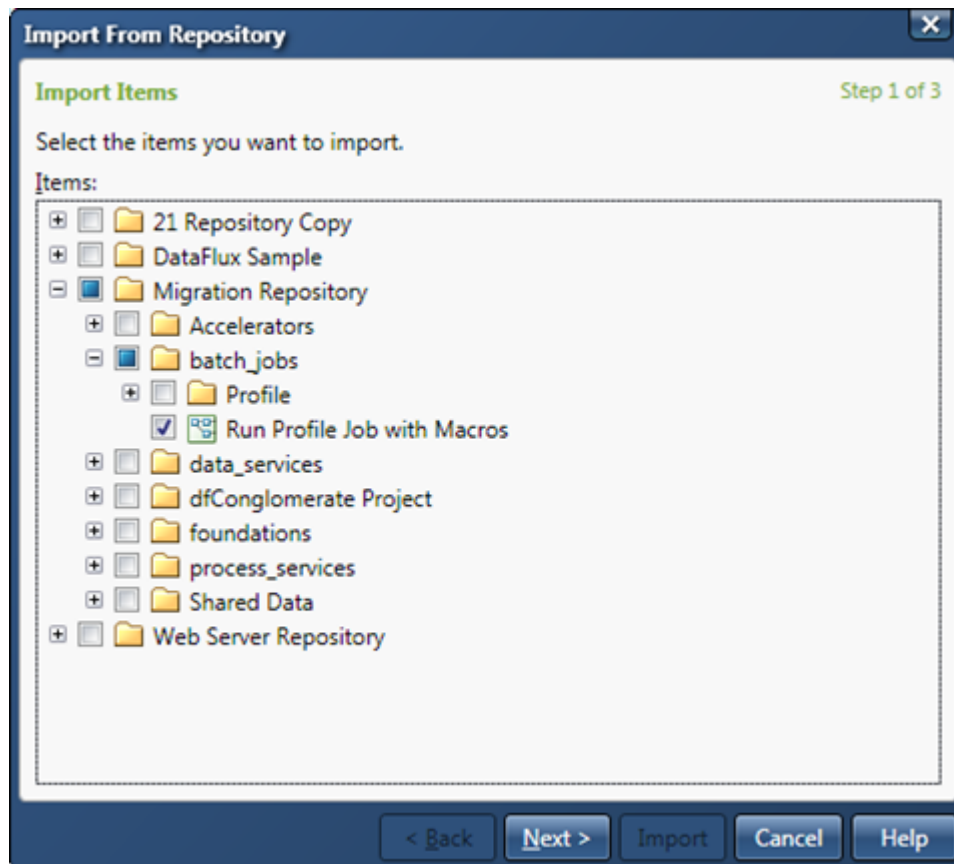 Import From Repository
Import Items
Step 1 of 3
Select the items you want to import.
Items:
21 Repository Copy
DataFlux Sample
Migration Repository
Accelerators
batch_jobs
Profile
Run Profile Job with Macros
data_services
dfConglomerate Project
foundations
process_services
Shared Data
Web Server Repository
< Back Next > Import Cancel Help